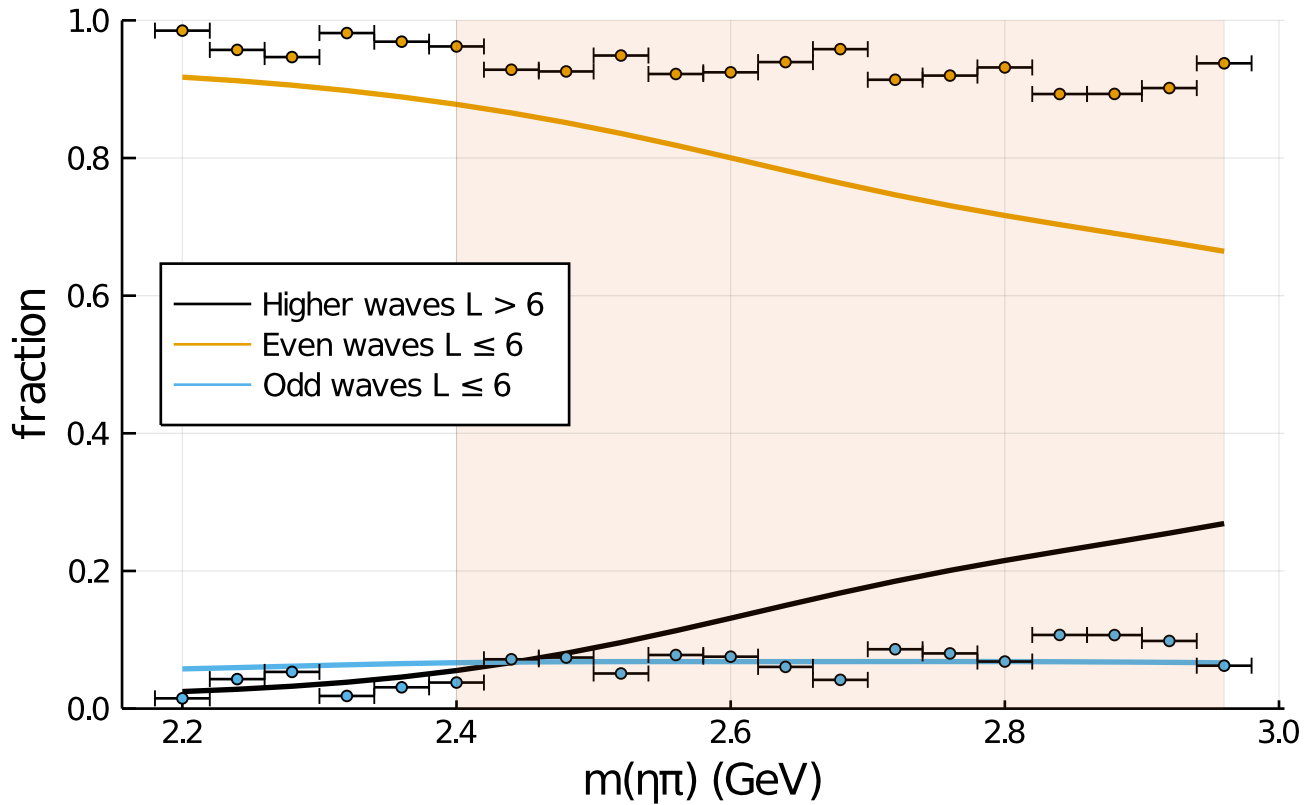 1.0
0.8
0.6
0.4
0.2
0.0
fraction
Higher waves L > 6
Even waves L ≤ 6
Odd waves L ≤ 6
2.2
2.4
2.6
2.8
3.0
m(ηπ) (GeV)